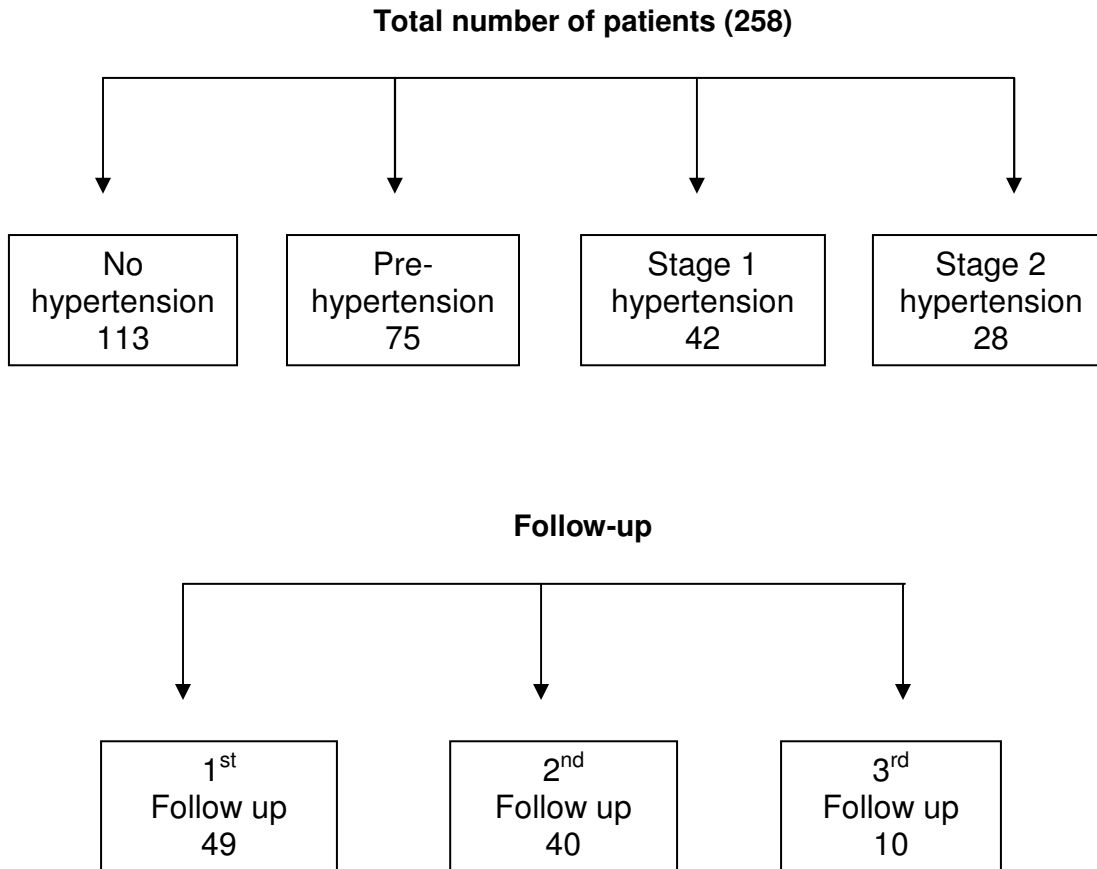 Total number of patients (258)
No
hypertension
113
Pre-
hypertension
75
Stage 1
hypertension
42
Stage 2
hypertension
28
Follow-up
1st
Follow up
49
2nd
Follow up
40
3rd
Follow up
10